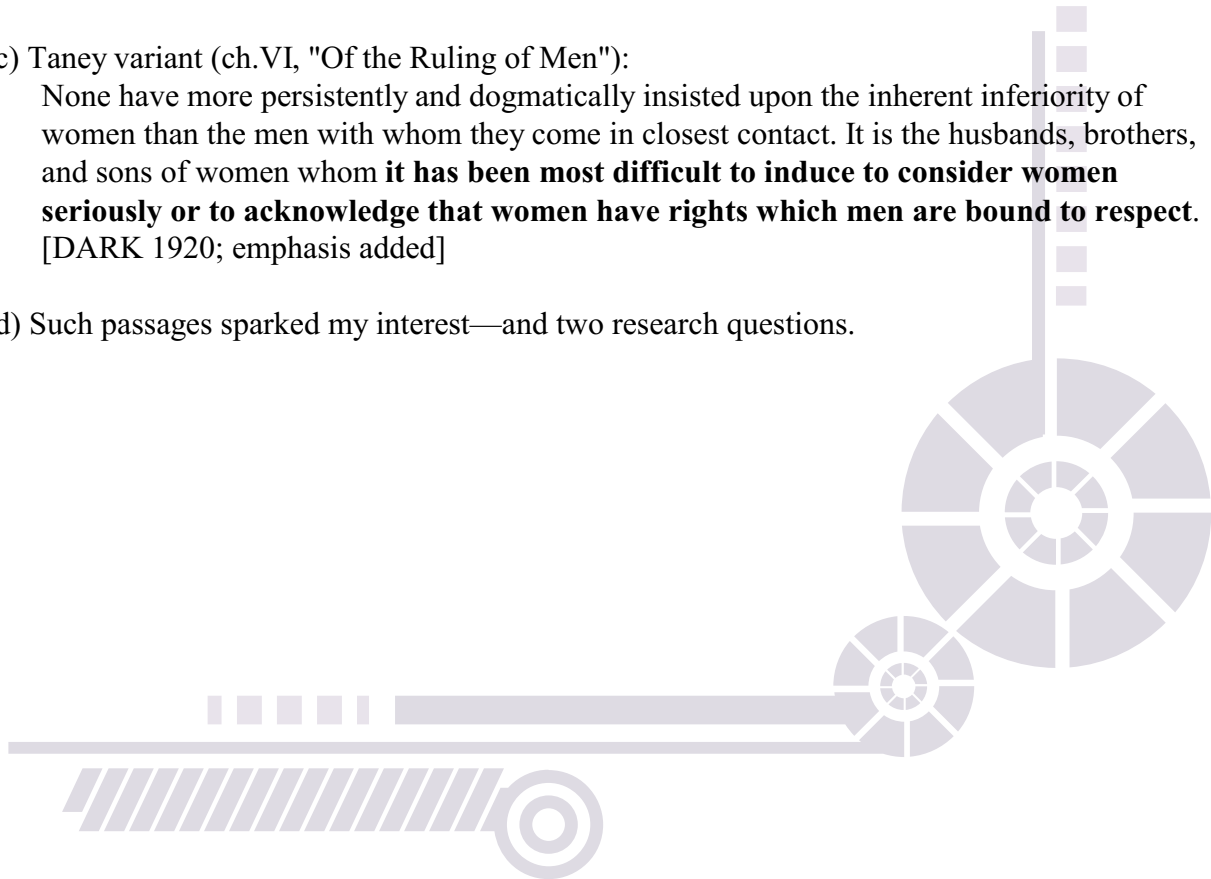 c) Taney variant (ch.VI, "Of the Ruling of Men"):
None have more persistently and dogmatically insisted upon the inherent inferiority of
women than the men with whom they come in closest contact. It is the husbands, brothers,
and sons of women whom it has been most difficult to induce to consider women
seriously or to acknowledge that women have rights which men are bound to respect.
[DARK 1920; emphasis added]
d) Such passages sparked my interest—and two research questions.